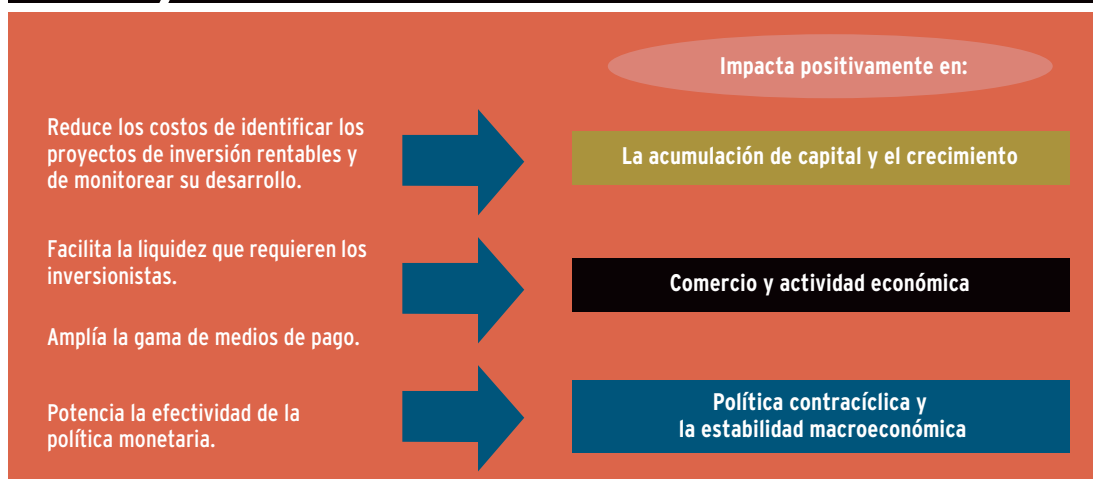 Impacta positivamente en:
Reduce los costos de identificar los
proyectos de inversión rentables y
de monitorear su desarrollo.
La acumulación de capital y el crecimiento
Facilita la liquidez que requieren los
inversionistas.
Amplía la gama de medios de pago.
Comercio y actividad económica
Potencia la efectividad de la
política monetaria.
Política contracíclica y
la estabilidad macroeconómica